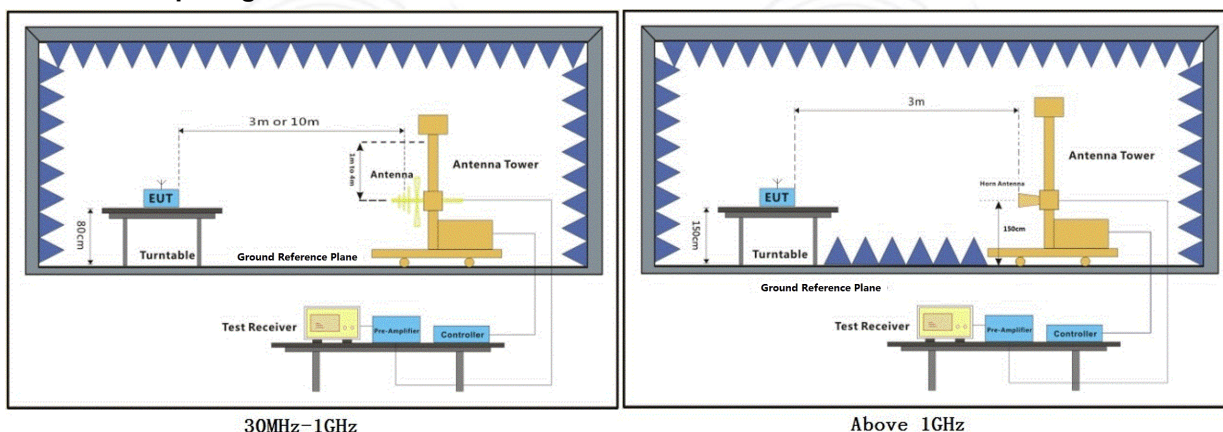 3m or 10m
1m to 4m
Antenna
Antenna Tower
EUT
80cm
Turntable
Ground Reference Plane
Test Receiver
Pre-Amplifier
Controller
30MHz-1GHz
3m
Antenna Tower
Horn Antenna
EUT
150cm
150cm
Turntable
Ground Reference Plane
Test Receiver
Pre-Amplifier
Controller
Above 1GHz